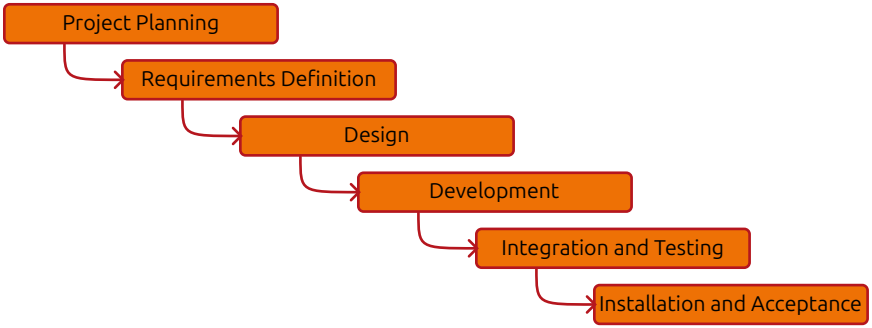 Project Planning
Requirements Definition
Design
Development
Integration and Testing
Installation and Acceptance